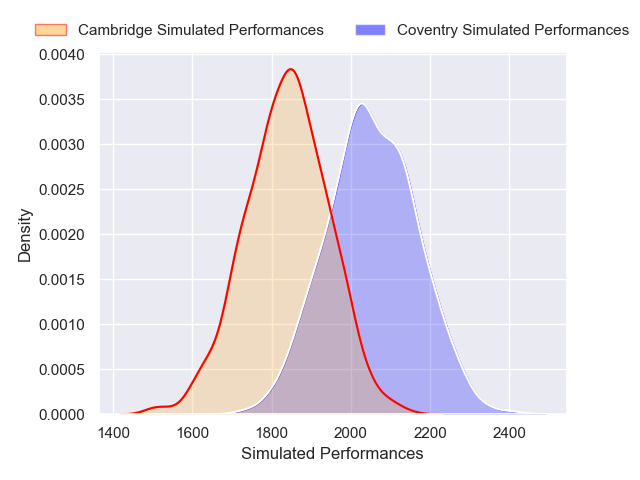 Cambridge Simulated Performances Coventry Simulated Performances
0.0040
0.0035
0.0030
0.0025
0.0020
0.0015
0.0010
0.0005
0.0000
Density
1400 1600 1800 2000 2200 2400
Simulated Performances